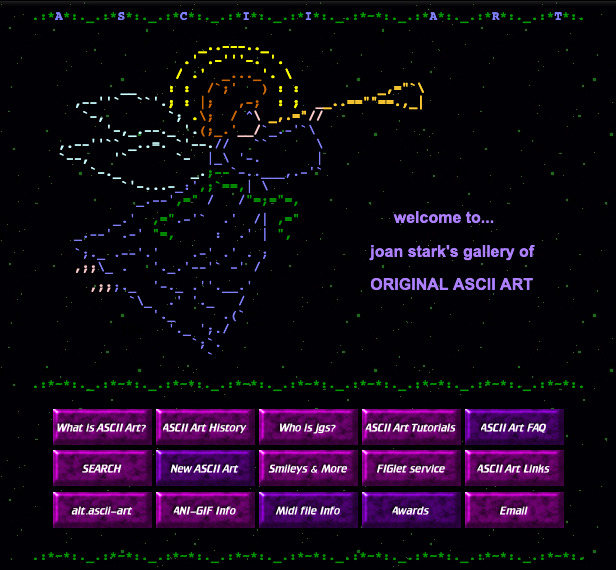 A S C I I A R T
welcome to...
joan stark's gallery of
ORIGINAL ASCII ART
What is ASCII Art? ASCII Art History Who is jgs? ASCII Art Tutorials ASCII Art FAQ
SEARCH New ASCII Art Smileys & More FIGlet service ASCII Art Links
alt.ascii-art ANI-GIF Info Midi file Info Awards Email